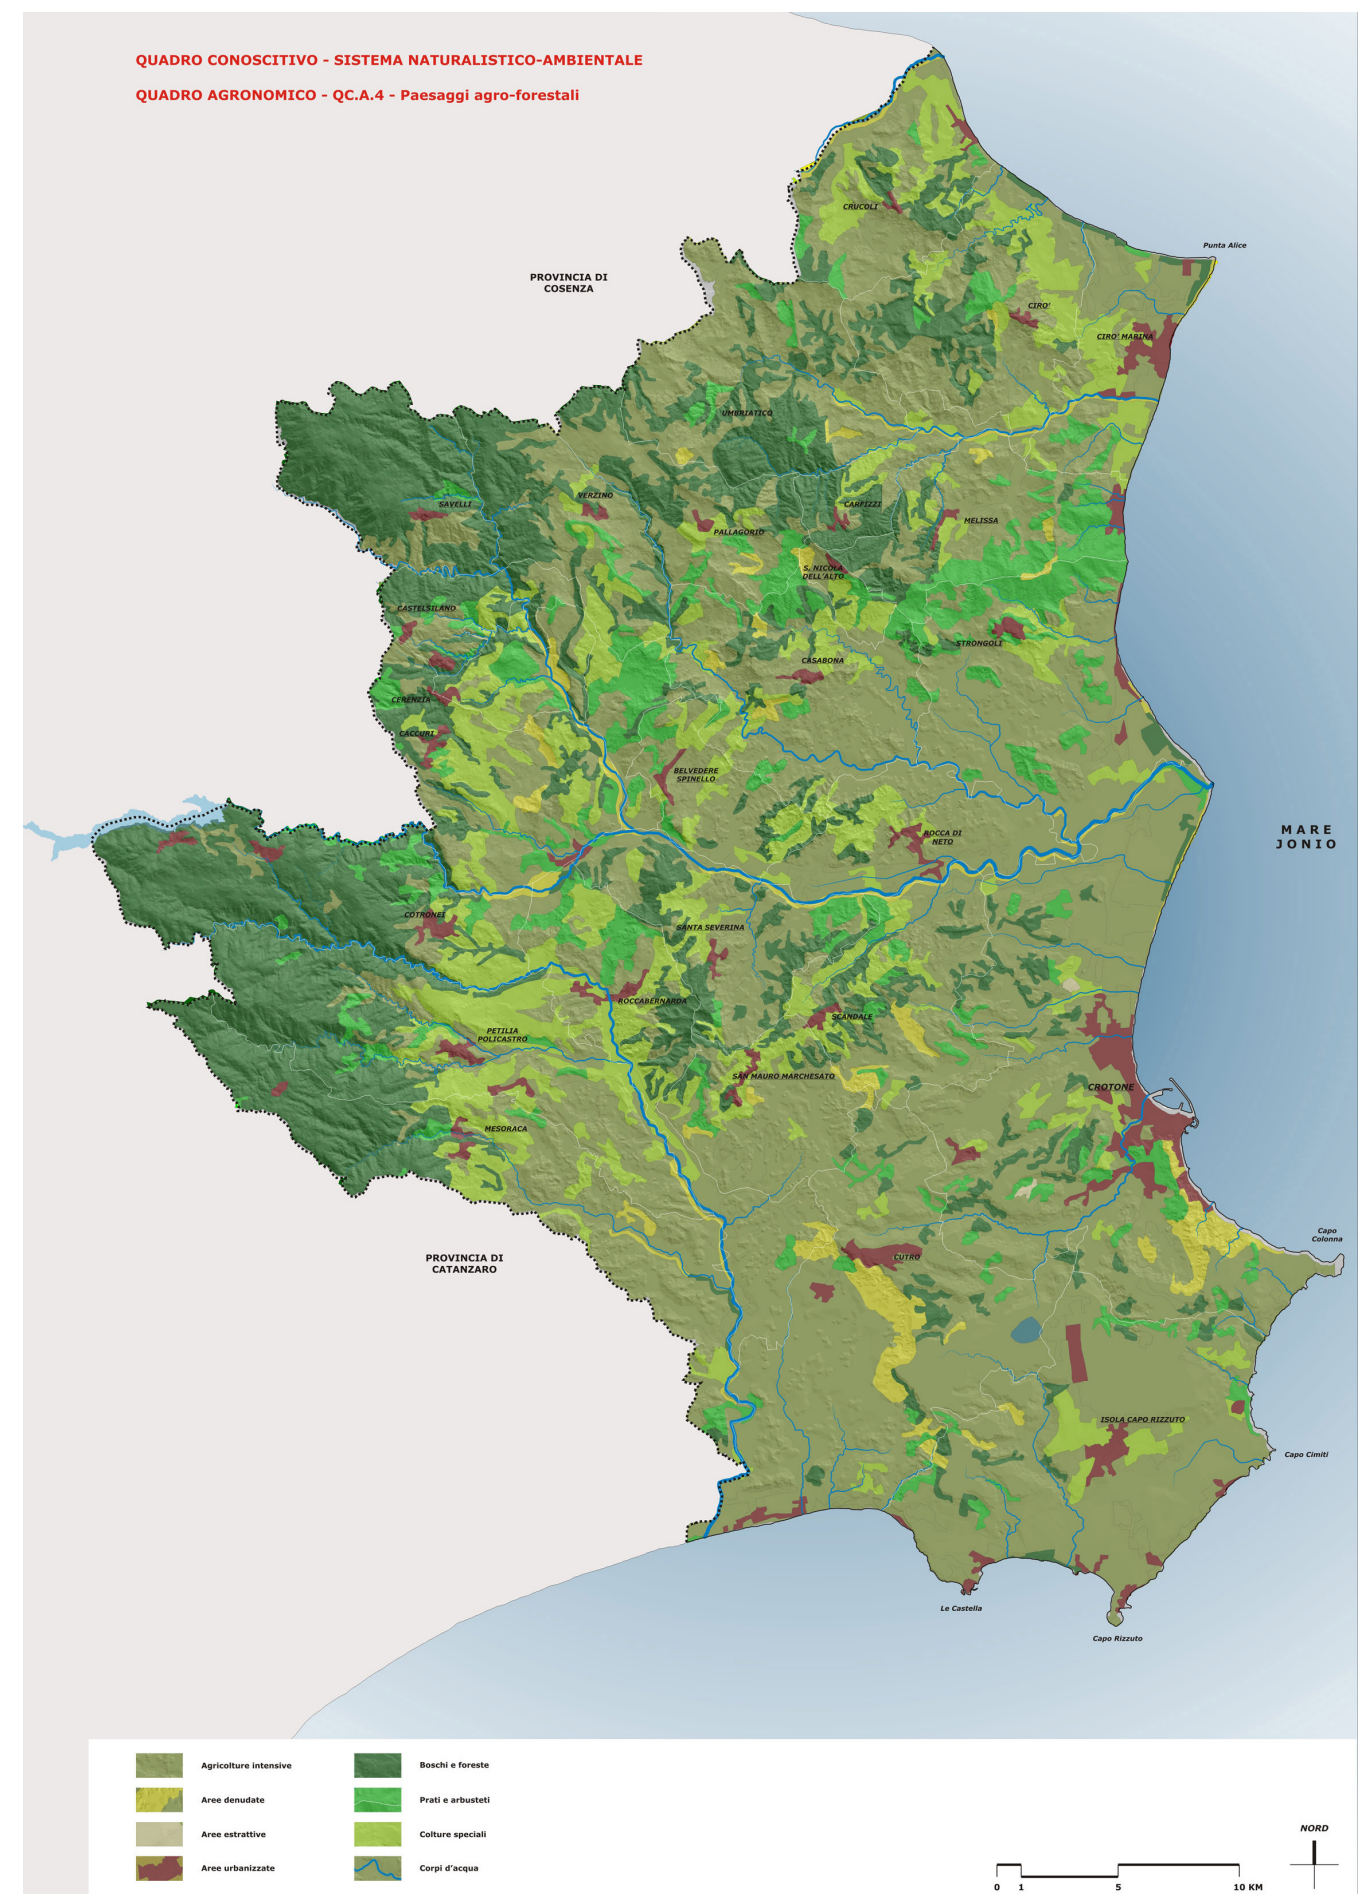 QUADRO CONOSCITIVO - SISTEMA NATURALISTICO-AMBIENTALE
QUADRO AGRONOMICO - QC.A.4 - Paesaggi agro-forestali
CRUCOLI
Punta Alice
PROVINCIA DI
COSENZA
CIRO'
CIRO' MARINA
UMBRIATICO
SAVELLI
VERZINO
CARFIZZI
PALLAGORIO
MELISSA
S. NICOLA
DELL'ALTO
CASTELSILANO
STRONGOLI
CASABONA
CERENZIA
CACCURI
BELVEDERE
SPINELLO
ROCCA DI
NETO
MARE
JONIO
COTRONEI
SANTA SEVERINA
ROCCABERNARDA
SCANDALE
PETILIA
POLICASTRO
SAN MAURO MARCHESATO
CROTONE
MESORACA
Capo
Colonna
PROVINCIA DI
CATANZARO
CUTRO
ISOLA CAPO RIZZUTO
Capo Cimiti
Le Castella
Capo Rizzuto
Agricolture intensive
Boschi e foreste
Aree denudate
Prati e arbusteti
Aree estrattive
Colture speciali
Aree urbanizzate
Corpi d'acqua
NORD
0 1 5 10 KM